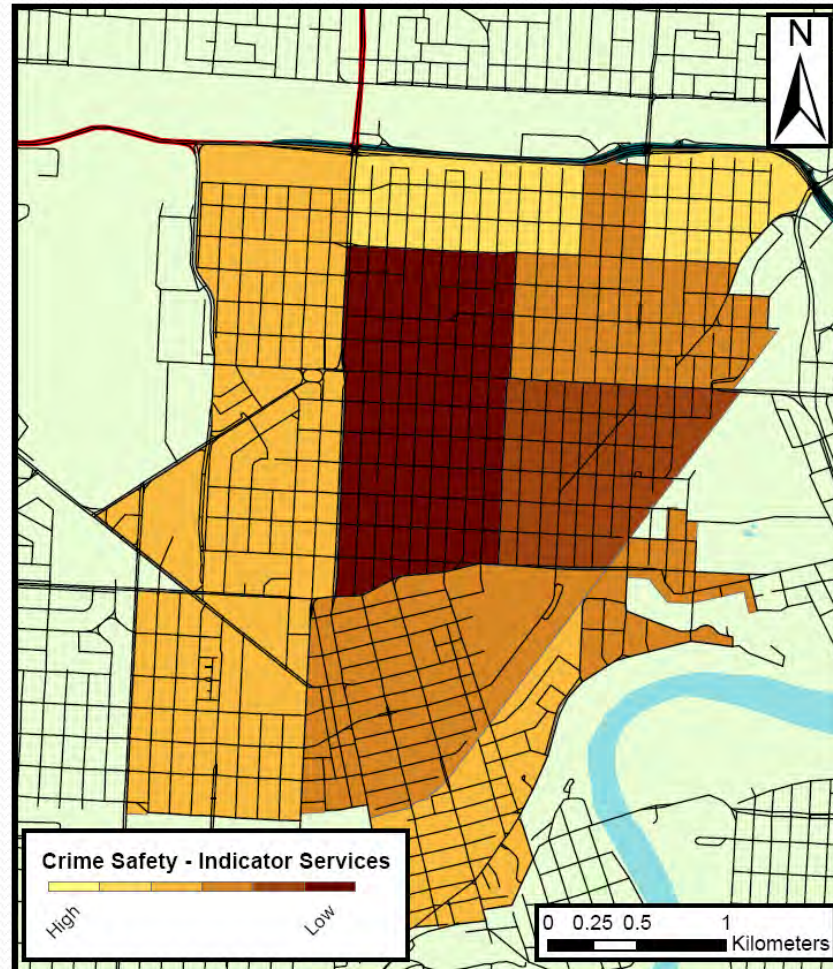 N
Crime Safety - Indicator Services
High
Low
0 0.25 0.5 1
Kilometers